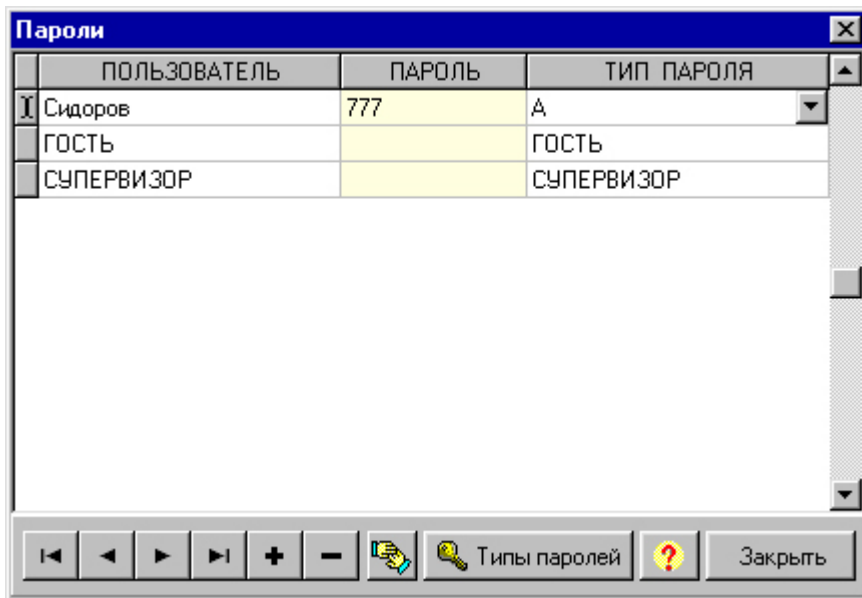 Пароли
ПОЛЬЗОВАТЕЛЬ ПАРОЛЬ ТИП ПАРОЛЯ
Сидоров 777 А
ГОСТЬ ГОСТЬ
СУПЕРВИЗОР СУПЕРВИЗОР
Типы паролей ? Закрыть